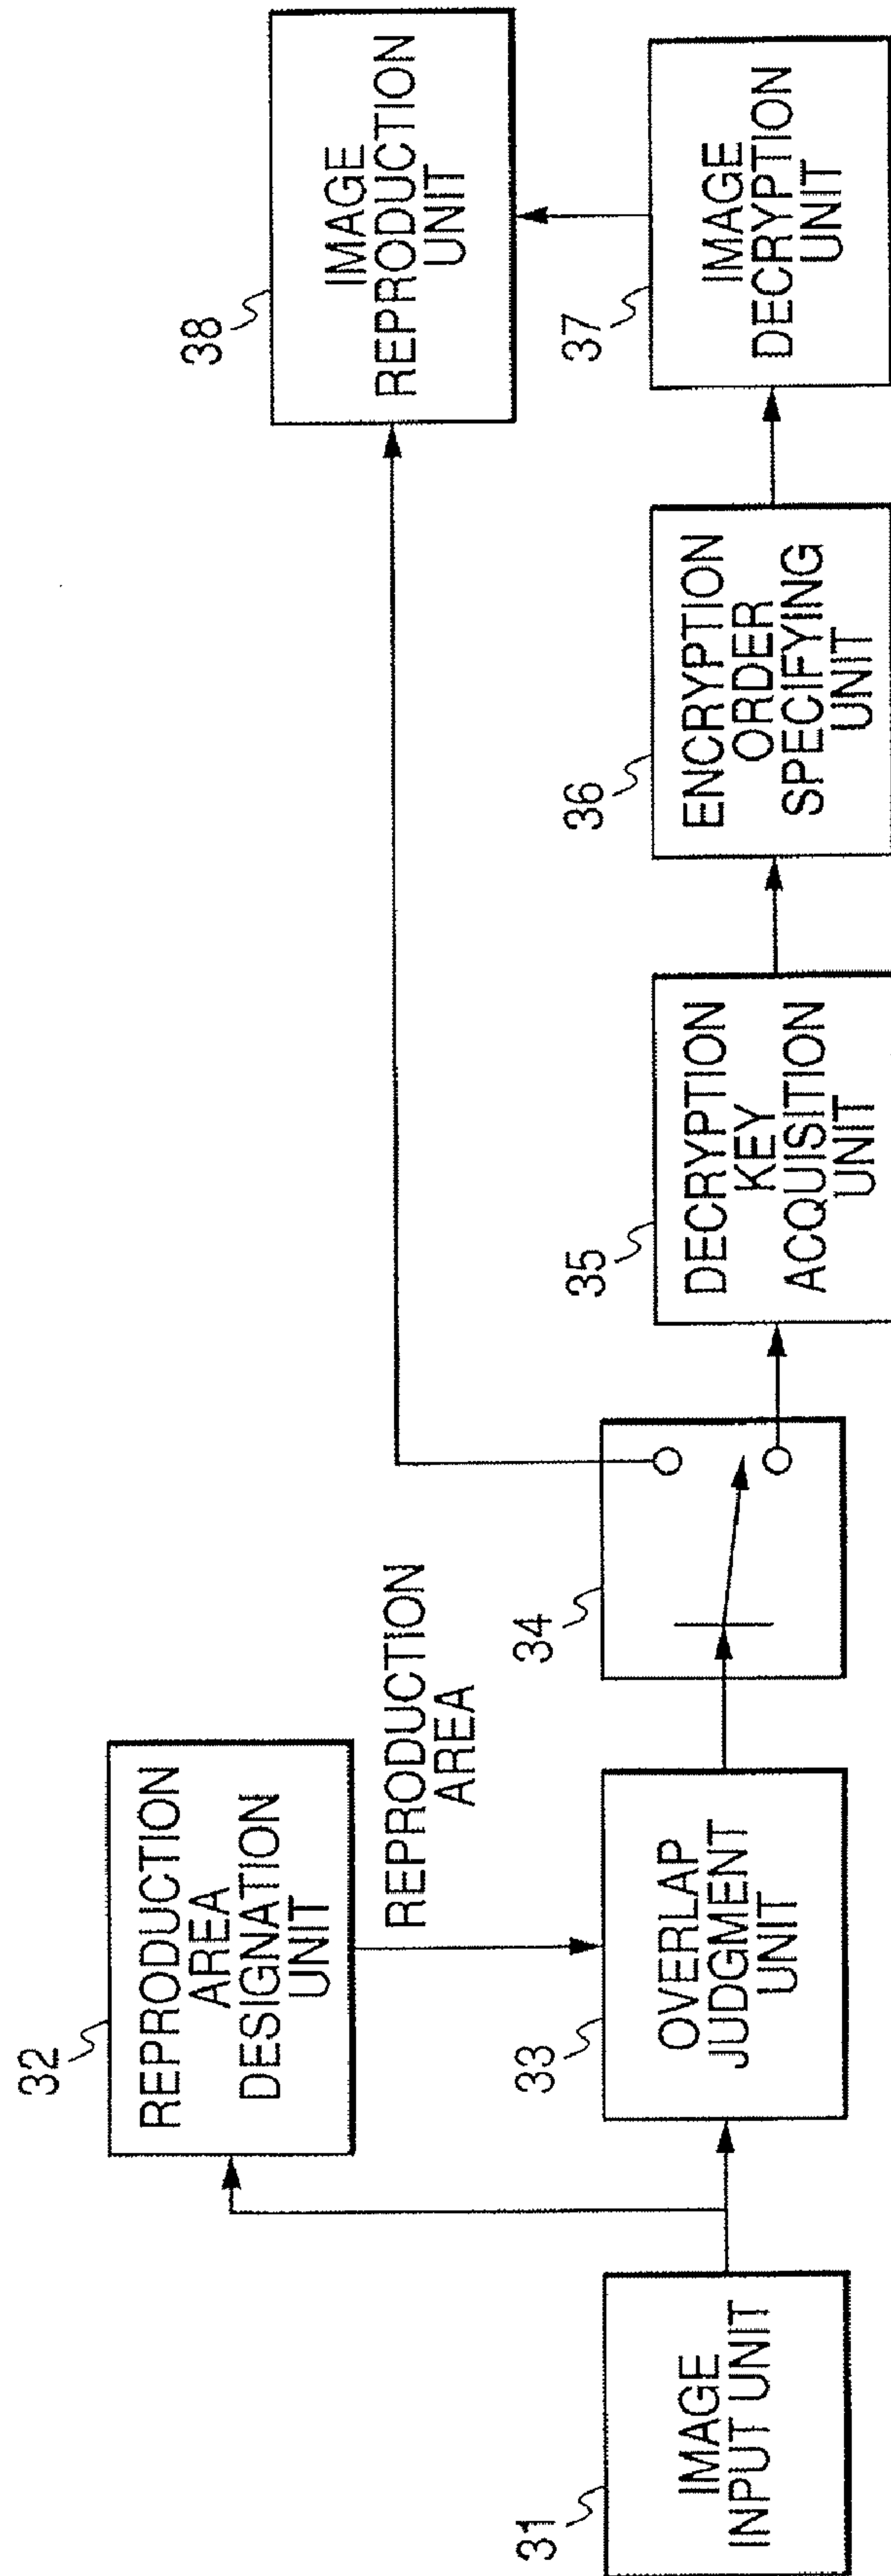 31
IMAGE
INPUT UNIT
32
REPRODUCTION
AREA
DESIGNATION
UNIT
REPRODUCTION
AREA
33
OVERLAP
JUDGMENT
UNIT
34
35
DECRYPTION
KEY
ACQUISITION
UNIT
36
ENCRYPTION
ORDER
SPECIFYING
UNIT
37
IMAGE
DECRYPTION
UNIT
38
IMAGE
REPRODUCTION
UNIT